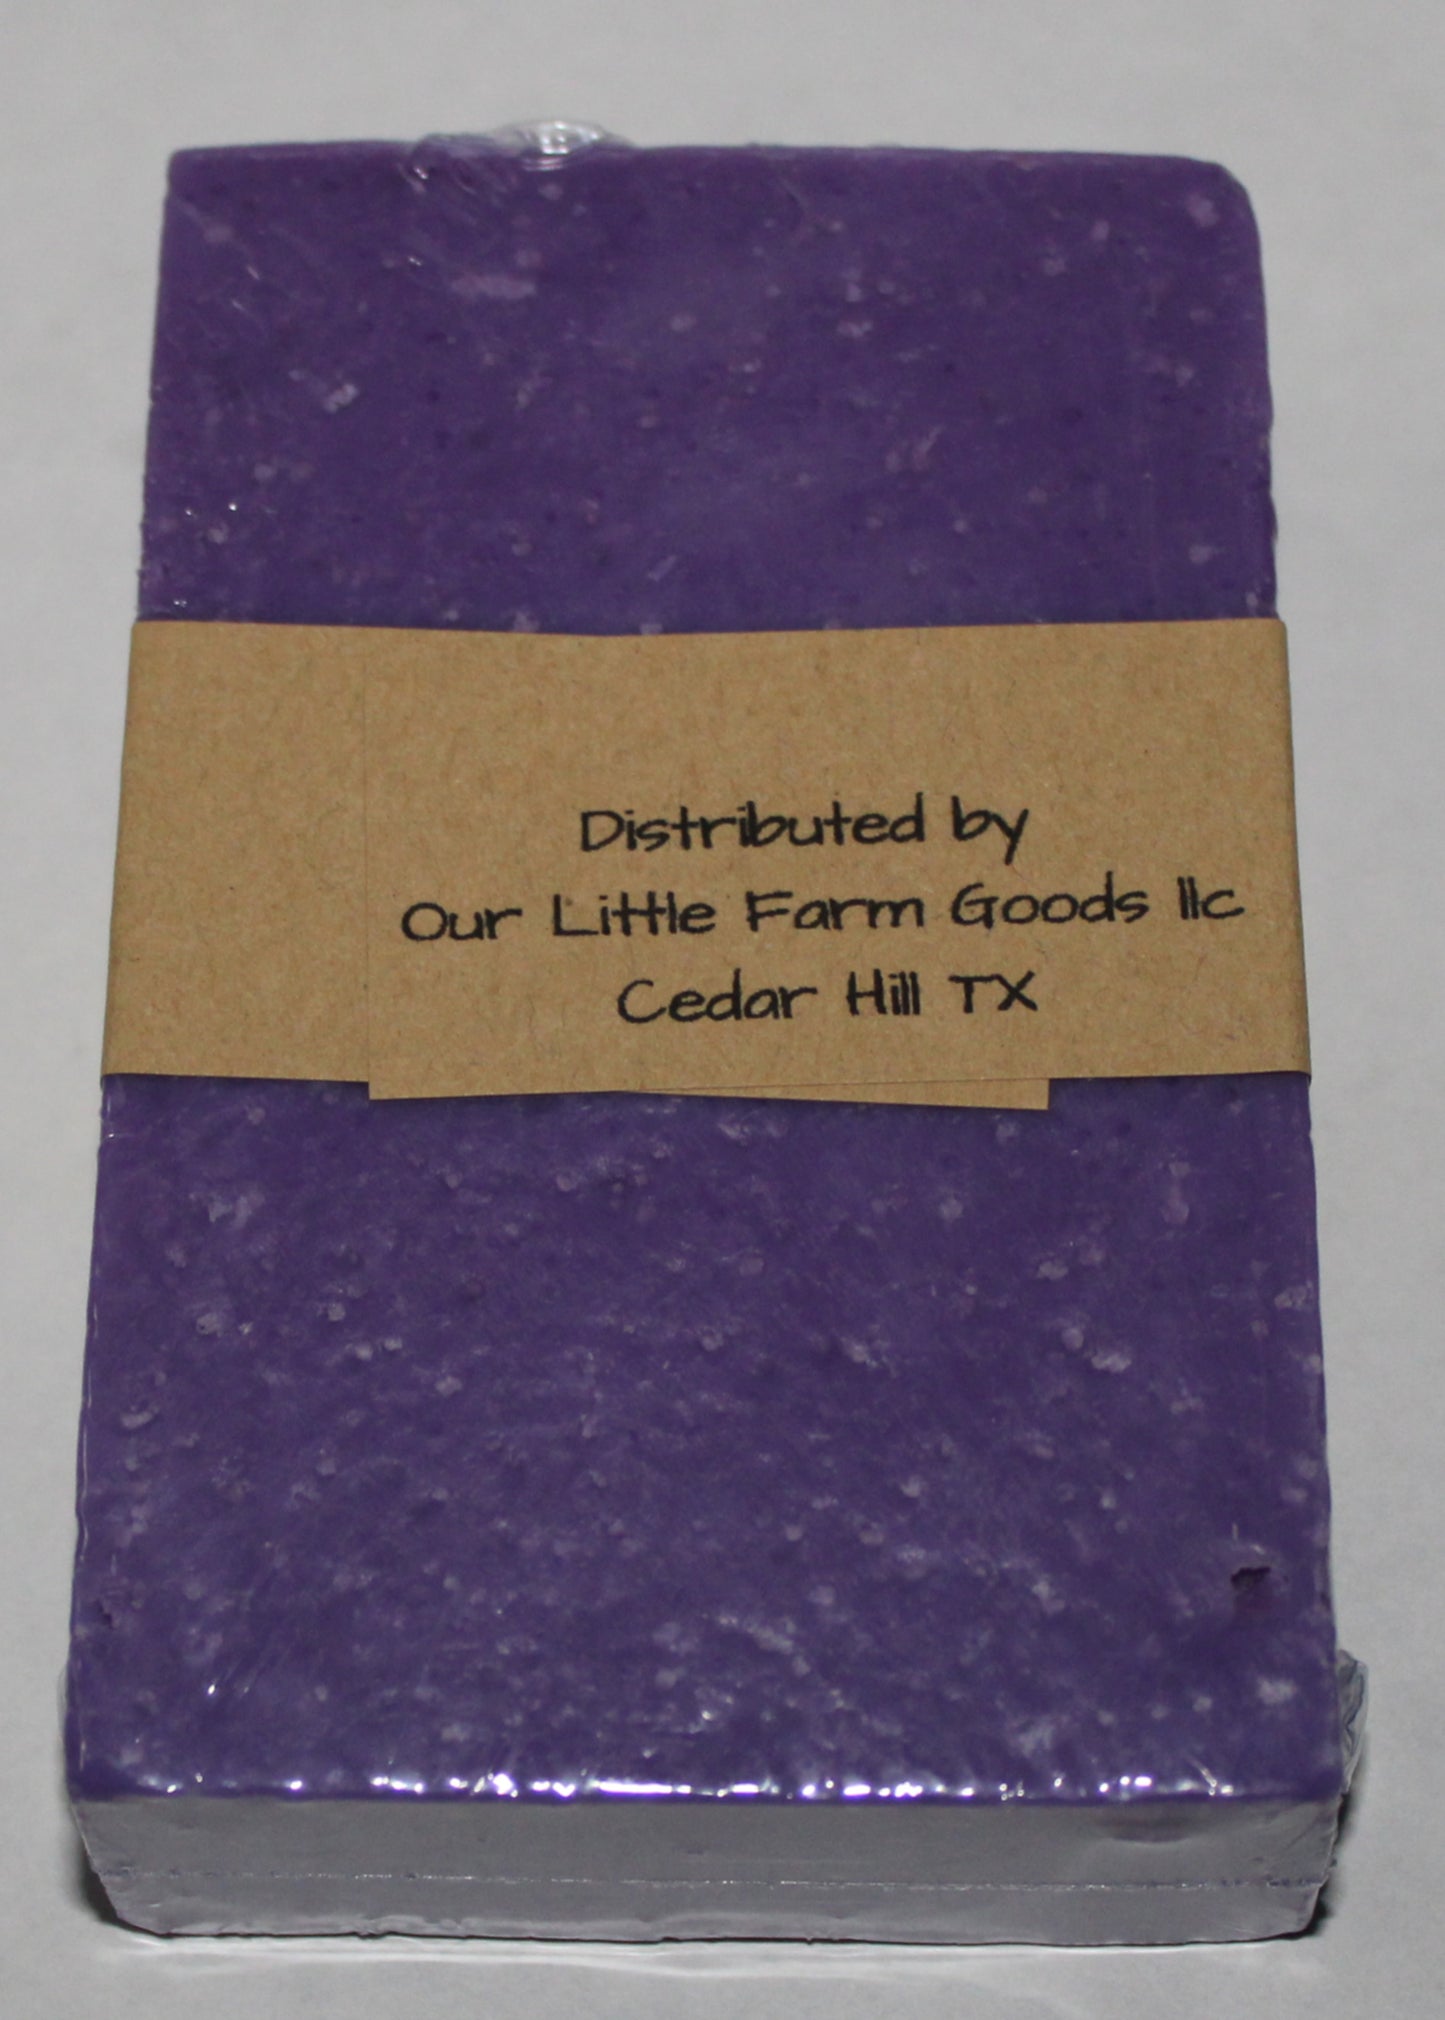 Distributed by
Our Little Farm Goods llc
Cedar Hill TX